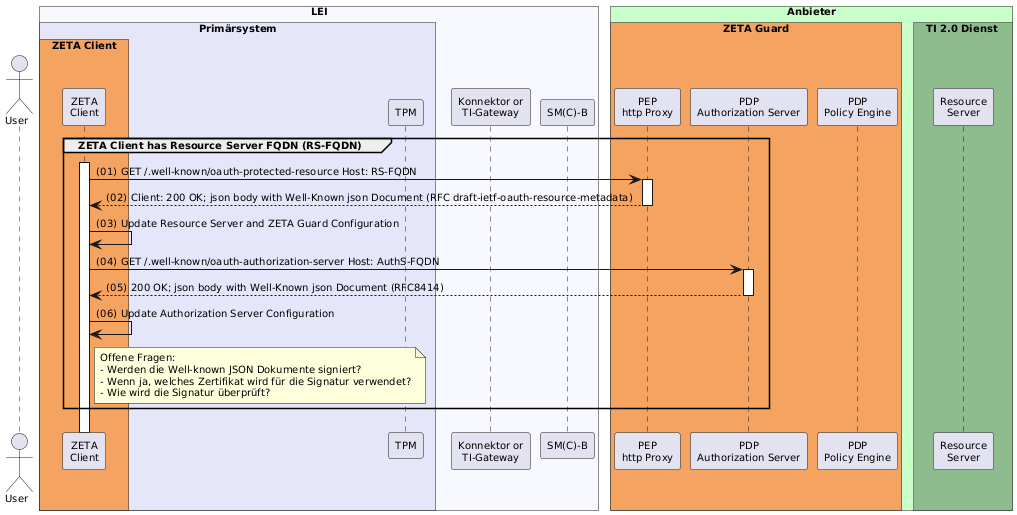 LEI
Anbieter
Primärsystem
ZETA Guard
TI 2.0 Dienst
ZETA Client
User
ZETA
Client
TPM
Konnektor or
TI-Gateway
SM(C)-B
PEP
http Proxy
PDP
Authorization Server
PDP
Policy Engine
Resource
Server
ZETA Client has Resource Server FQDN (RS-FQDN)
(01) GET /.well-known/oauth-protected-resource Host: RS-FQDN
(02) Client: 200 OK; json body with Well-Known json Document (RFC draft-ietf-oauth-resource-metadata)
(03) Update Resource Server and ZETA Guard Configuration
(04) GET /.well-known/oauth-authorization-server Host: AuthS-FQDN
(05) 200 OK; json body with Well-Known json Document (RFC8414)
(06) Update Authorization Server Configuration
Offene Fragen:
- Werden die Well-known JSON Dokumente signiert?
- Wenn ja, welches Zertifikat wird für die Signatur verwendet?
- Wie wird die Signatur überprüft?
User
ZETA
Client
TPM
Konnektor or
TI-Gateway
SM(C)-B
PEP
http Proxy
PDP
Authorization Server
PDP
Policy Engine
Resource
Server